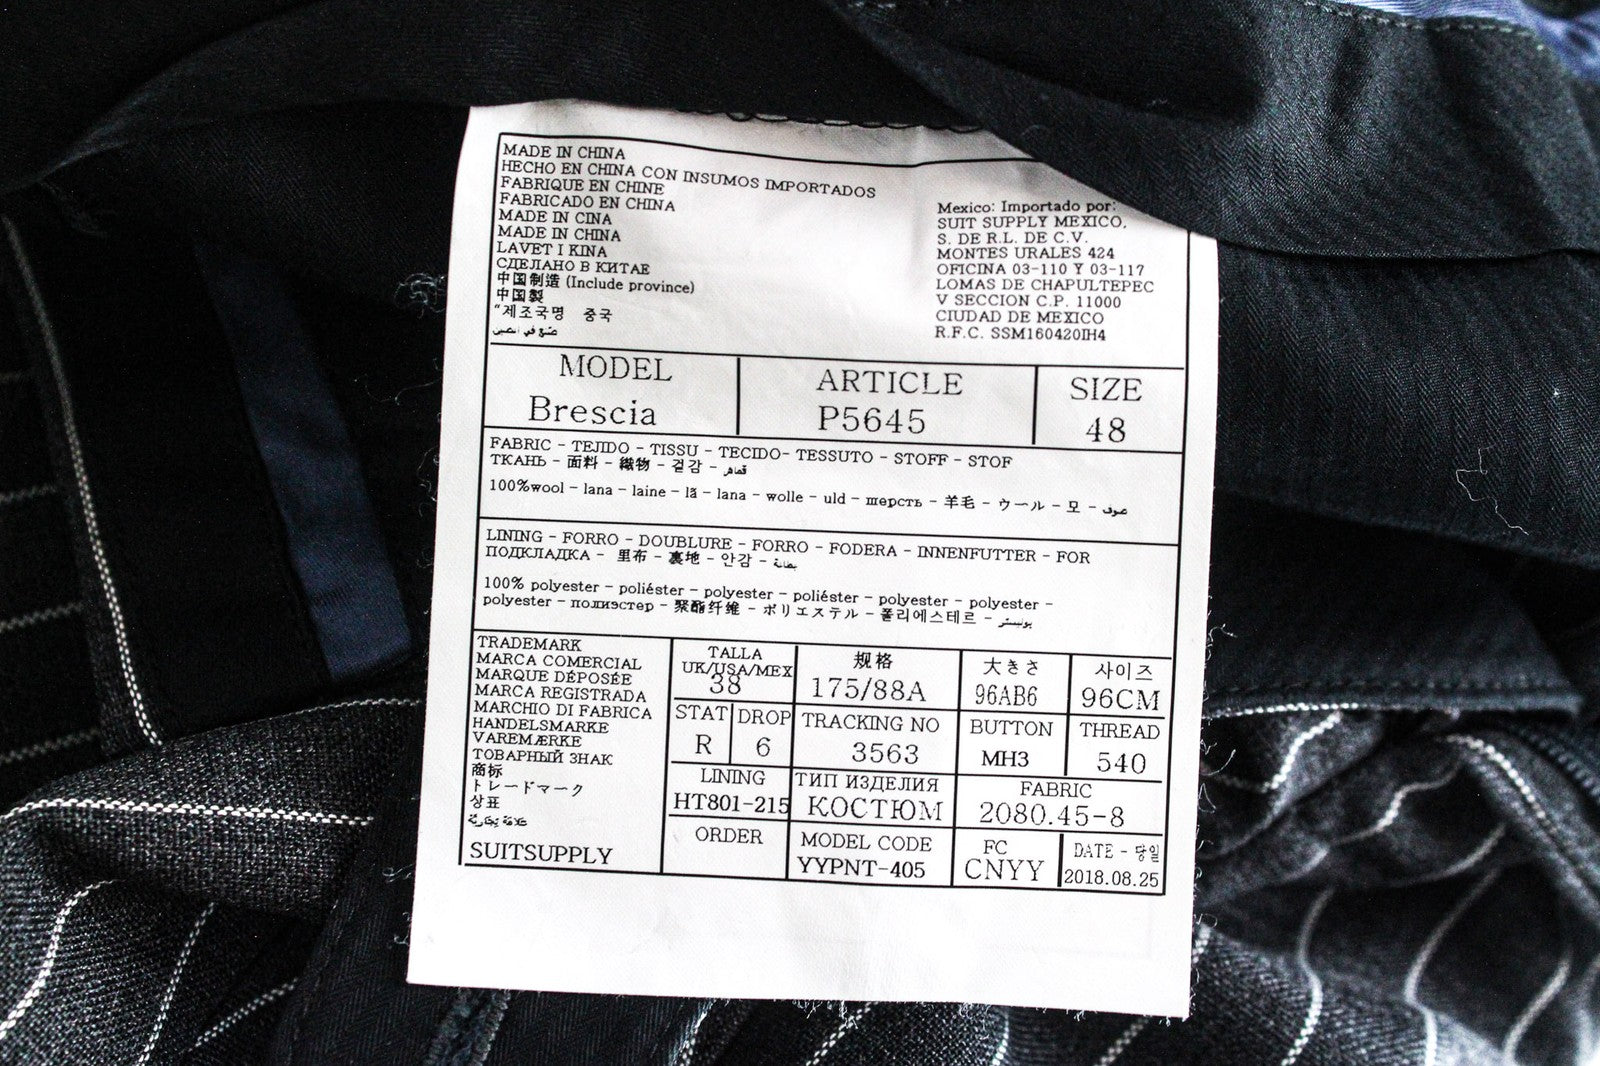 MADE IN CHINA
HECHO EN CHINA CON INSUMOS IMPORTADOS
FABRIQUE EN CHINE
FABRICADO EN CHINA
MADE IN CINA
MADE IN CHINA
LAVET I KINA
СДЕЛАНО В КИТАЕ
中国制造 (Include province)
中国製
“제조국명 중국
صنع في الصين
Mexico: Importado por:
SUIT SUPPLY MEXICO,
S. DE R.L. DE C.V.
MONTES URALES 424
OFICINA 03-110 Y 03-117
LOMAS DE CHAPULTEPEC
V SECCION C.P. 11000
CIUDAD DE MEXICO
R.F.C. SSM160420IH4
MODEL
Brescia
ARTICLE
P5645
SIZE
48
FABRIC - TEJIDO - TISSU - TECIDO- TESSUTO - STOFF - STOF
ТКАНЬ - 面料 - 織物 - 겉감 - قماش
100%wool - lana - laine - lã - lana - wolle - uld - шерсть - 羊毛 - ウール - 모 - صوف
LINING - FORRO - DOUBLURE - FORRO - FODERA - INNENFUTTER - FOR
ПОДКЛАДКА - 里布 - 裏地 - 안감 - بطانة
100% polyester - poliéster - polyester - poliéster - polyester - polyester -
polyester - полиэстер - 聚酯纤维 - ポリエステル - 폴리에스테르 - بوليستر
TRADEMARK
MARCA COMERCIAL
MARQUE DÉPOSÉE
MARCA REGISTRADA
MARCHIO DI FABRICA
HANDELSMARKE
VAREMÆRKE
ТОВАРНЫЙ ЗНАК
商标
トレードマーク
상표
علامة تجارية
SUITSUPPLY
TALLA
UK/USA/MEX
38
规格
175/88A
大きさ
96AB6
사이즈
96CM
STAT
R
DROP
6
TRACKING NO
3563
BUTTON
MH3
THREAD
540
LINING
HT801-215
ТИП ИЗДЕЛИЯ
КОСТЮМ
FABRIC
2080.45-8
ORDER
MODEL CODE
YYPNT-405
FC
CNYY
DATE - 당일
2018.08.25